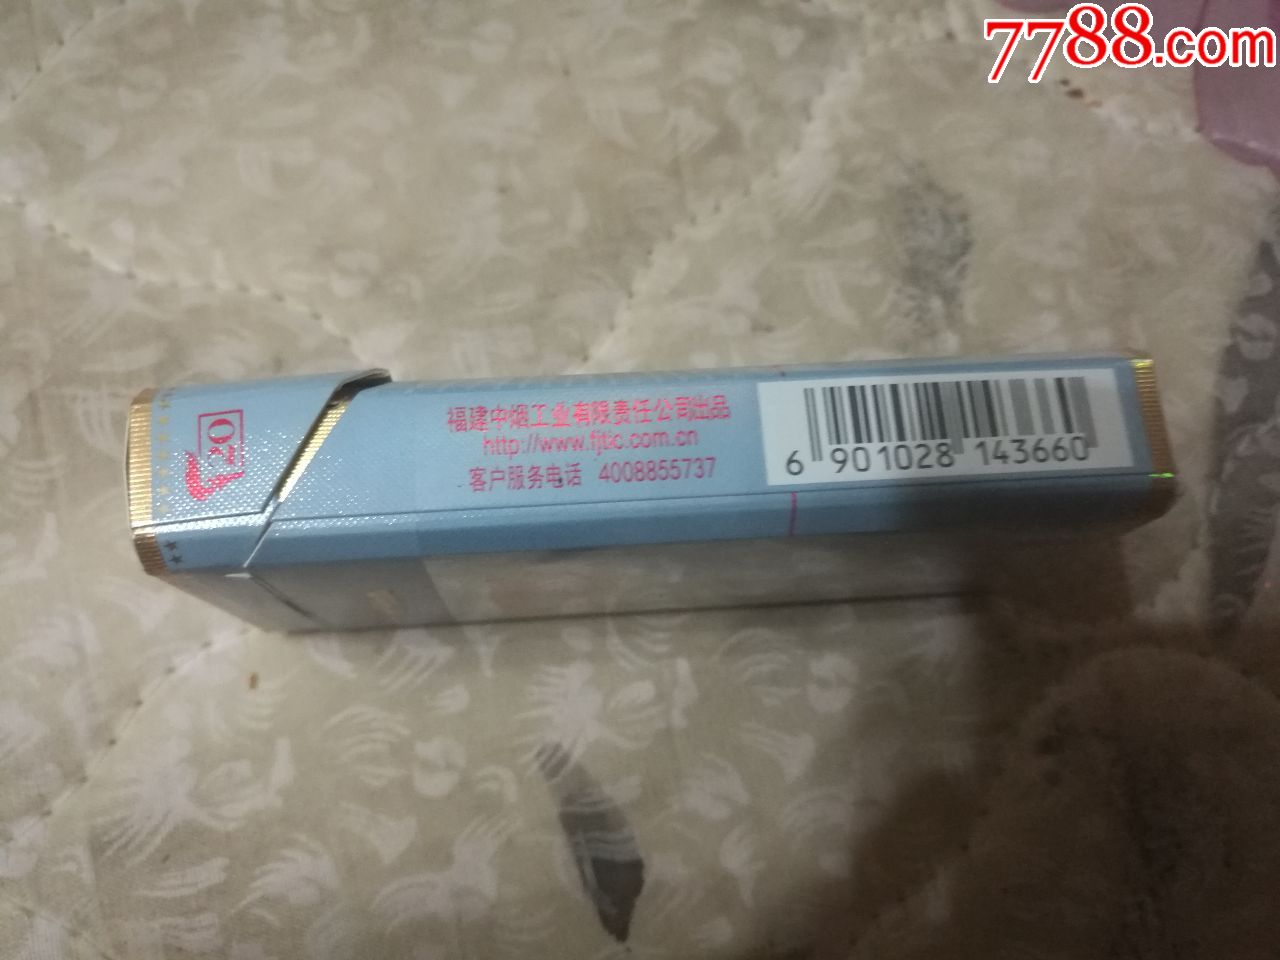 7788.com
福建中烟工业有限责任公司出品
http://www.fjtic.com.cn
客户服务电话 4008855737
6 901028 143660